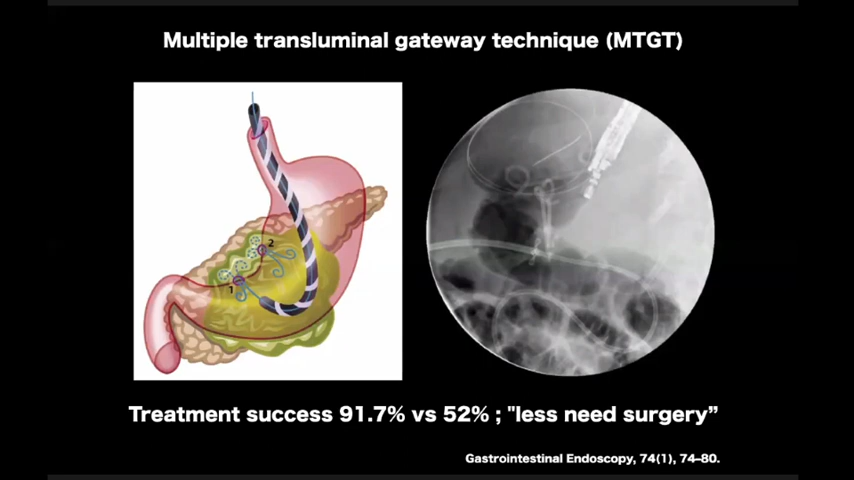 Multiple transluminal gateway technique (MTGT)
2
1
Treatment success 91.7% vs 52% ; "less need surgery”
Gastrointestinal Endoscopy, 74(1), 74–80.